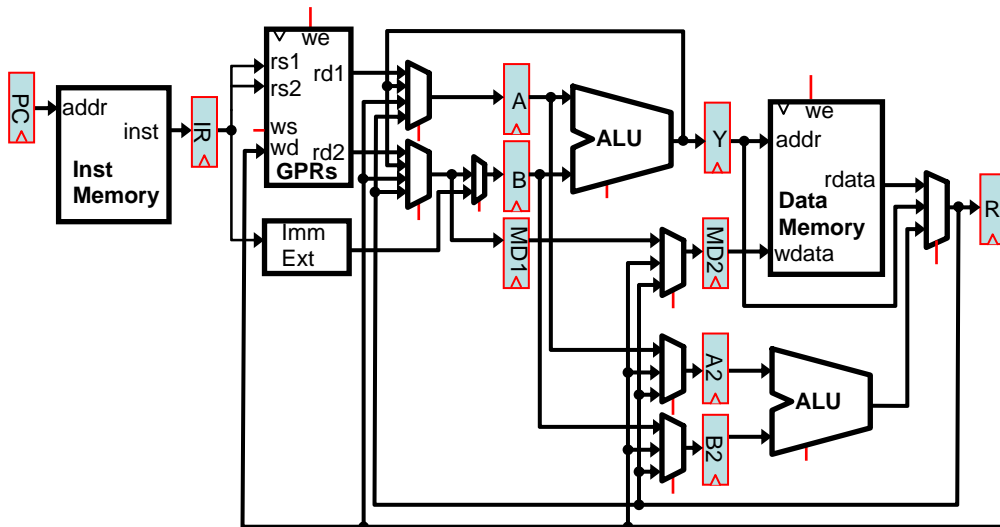 PC
addr
inst
Inst
Memory
IR
we
rs1
rs2
rd1
ws
wd
rd2
GPRs
Imm
Ext
A
B
MD1
ALU
Y
MD2
we
addr
rdata
Data
Memory
wdata
R
A2
B2
ALU